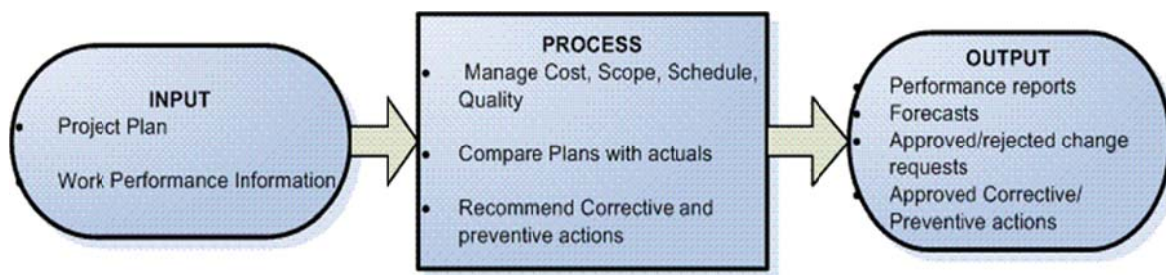 INPUT
• Project Plan
• Work Performance Information
PROCESS
• Manage Cost, Scope, Schedule,
Quality
• Compare Plans with actuals
• Recommend Corrective and
preventive actions
OUTPUT
• Performance reports
• Forecasts
• Approved/rejected change
requests
• Approved Corrective/
Preventive actions